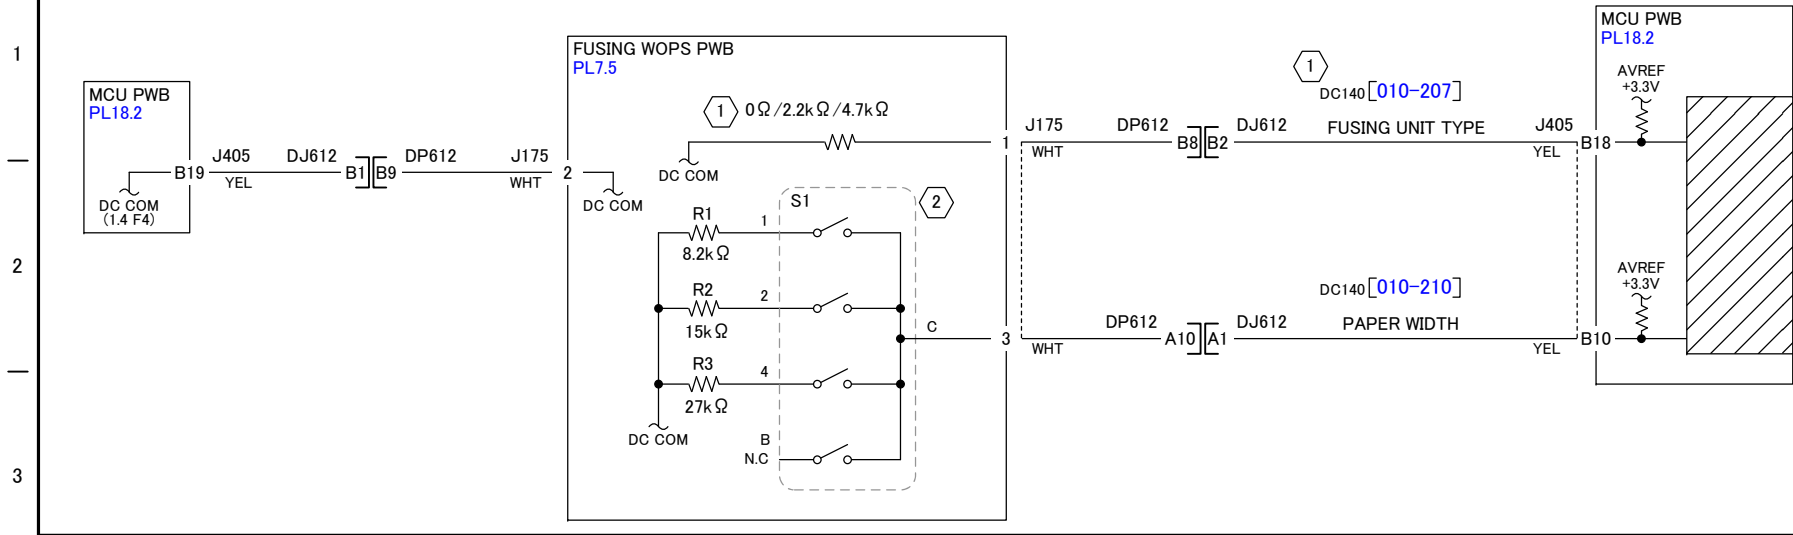 1
2
3
MCU PWB
PL18.2
DC COM
(1.4 F4)
B19
J405
YEL
DJ612
B1
B9
DP612
J175
WHT
2
FUSING WOPS PWB
PL7.5
1
0Ω/2.2kΩ/4.7kΩ
DC COM
DC COM
S1
2
R1
8.2kΩ
1
R2
15kΩ
2
R3
27kΩ
4
DC COM
B
N.C
C
1
3
J175
WHT
DP612
B8
B2
DJ612
1
DC140[010-207]
FUSING UNIT TYPE
J405
YEL
B18
WHT
DP612
A10
A1
DJ612
DC140[010-210]
PAPER WIDTH
YEL
B10
MCU PWB
PL18.2
AVREF
+3.3V
AVREF
+3.3V